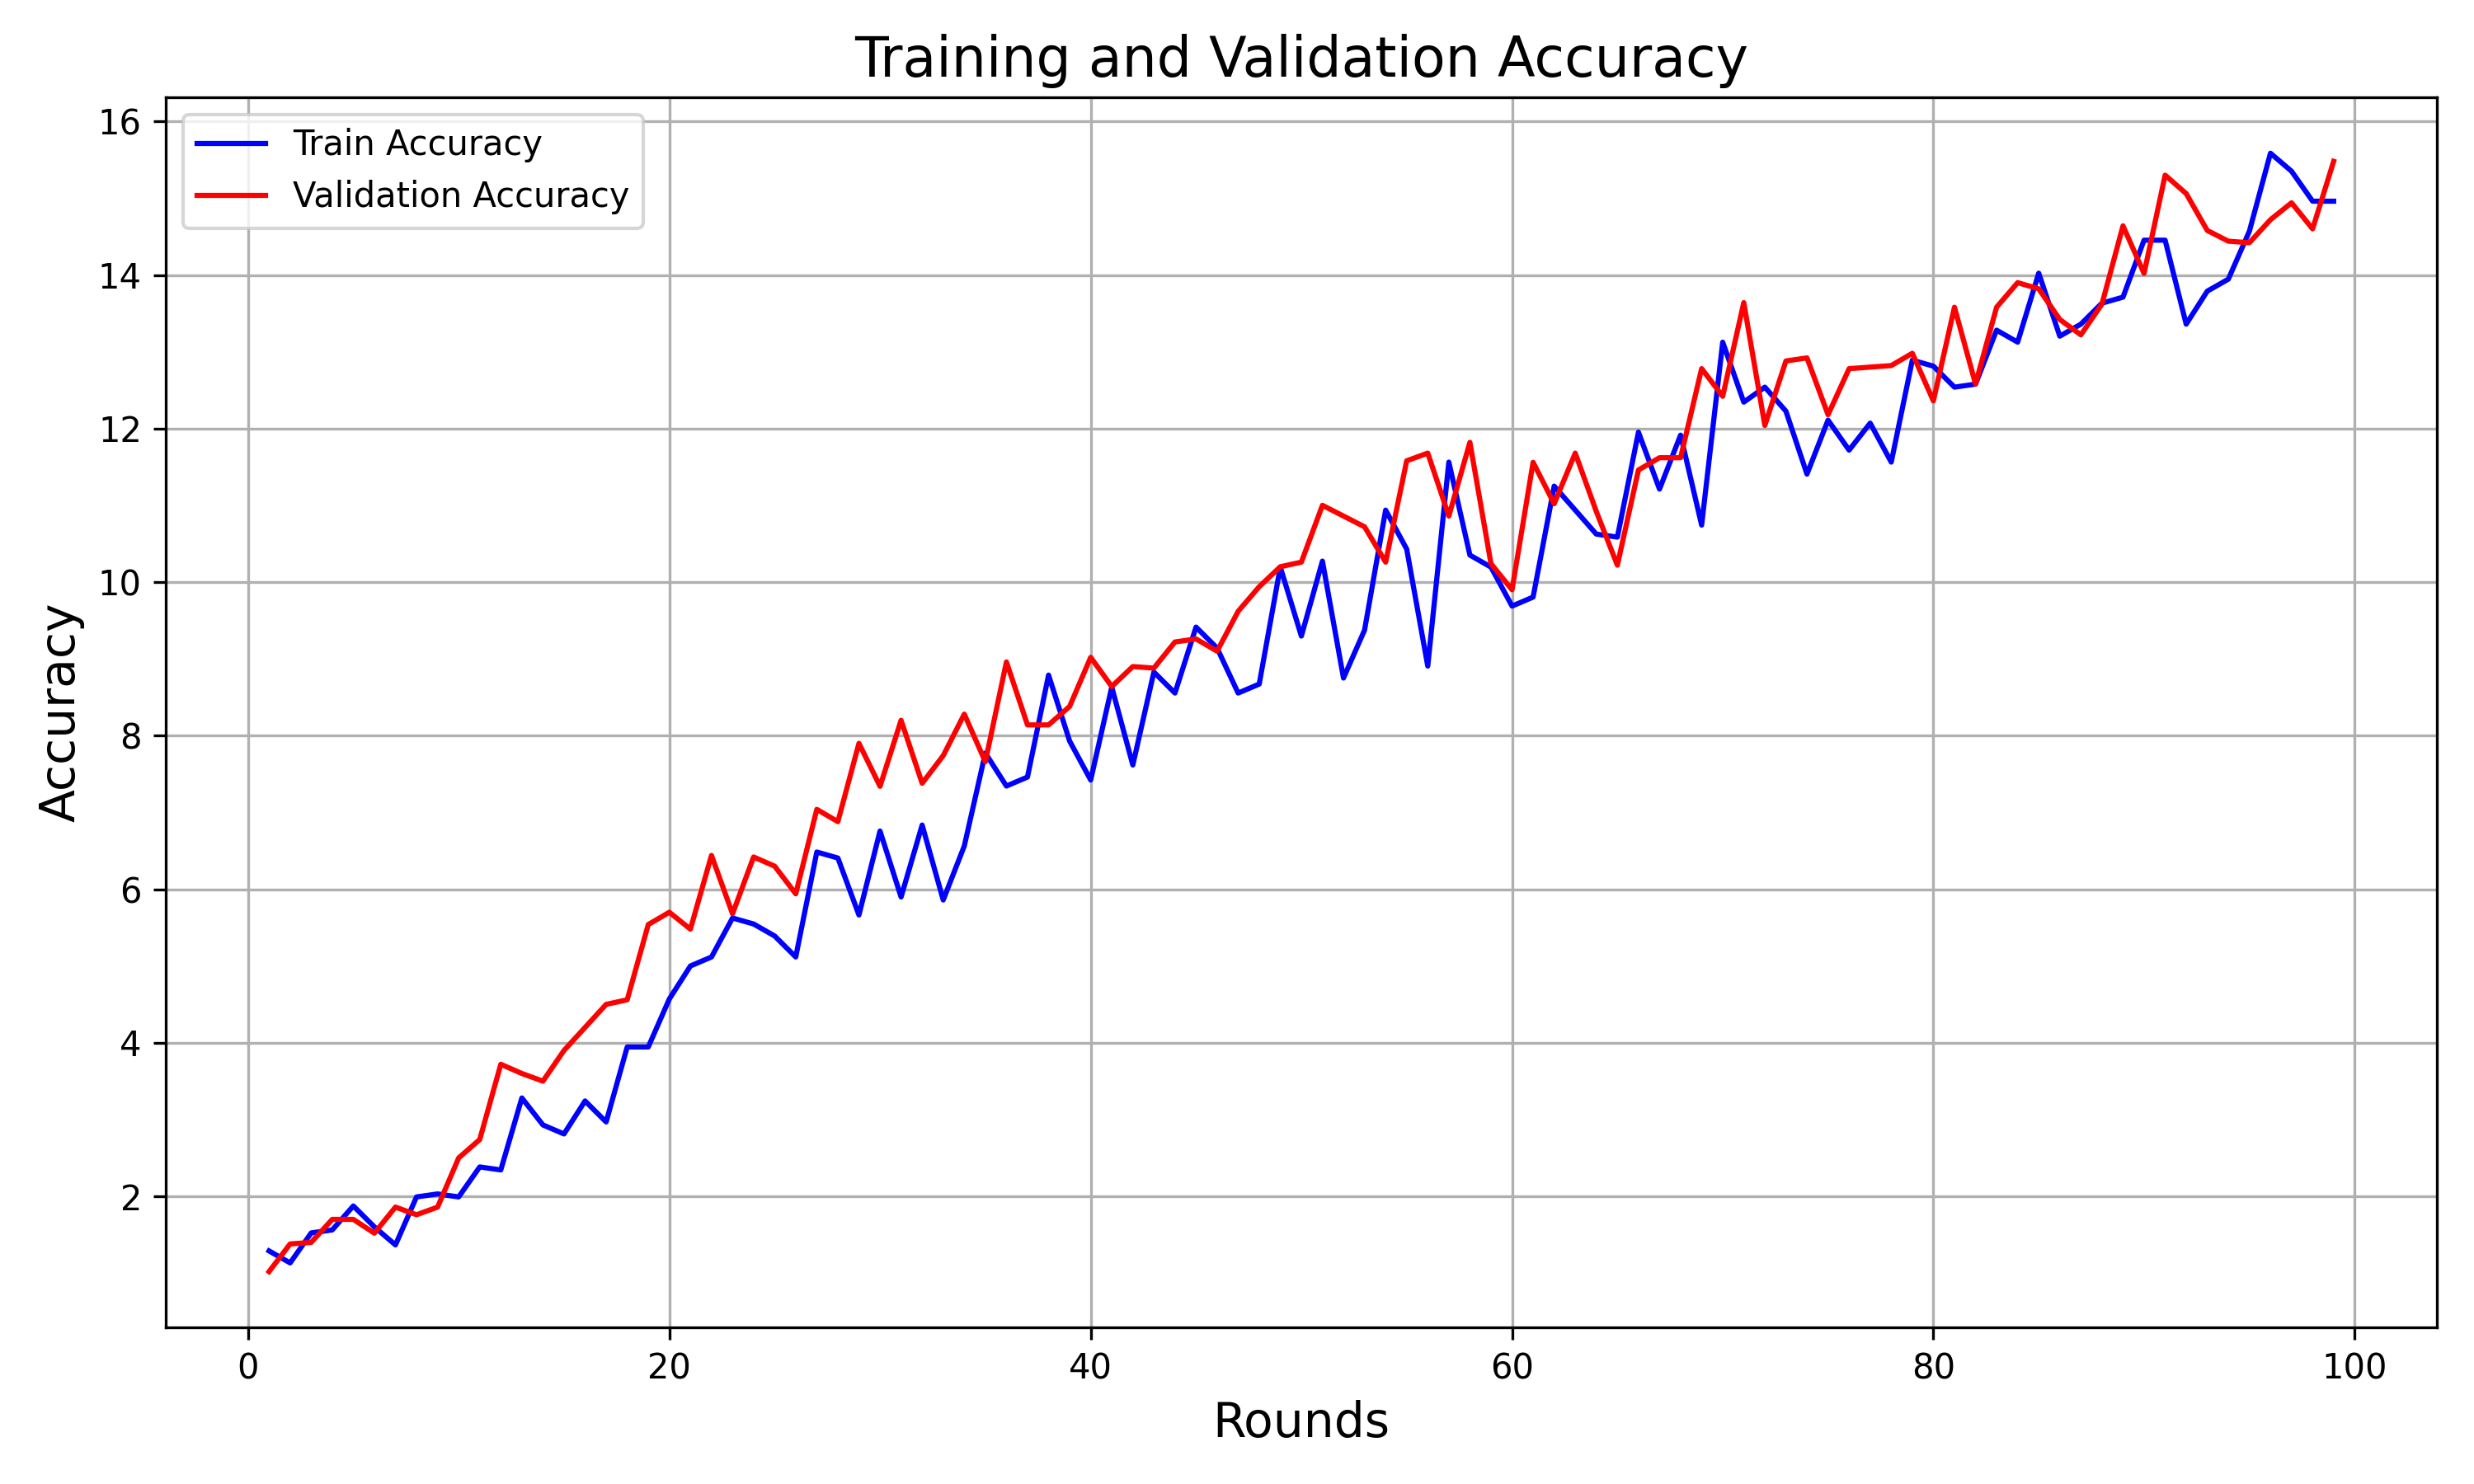 Training and Validation Accuracy
Train Accuracy
Validation Accuracy
Accuracy
16
14
12
10
8
6
4
2
0 20 40 60 80 100
Rounds